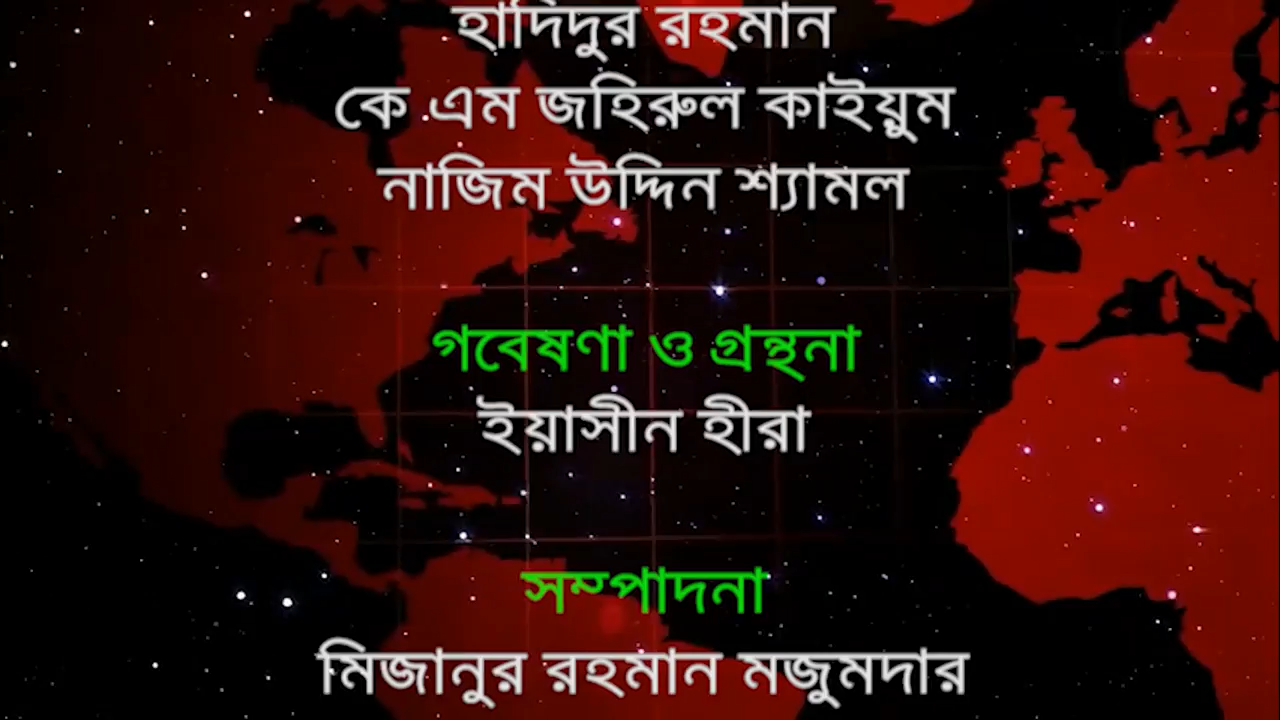 হাদিদুর রহমান
কে এম জহিরুল কাইয়ুম
নাজিম উদ্দিন শ্যামল
গবেষণা ও গ্রন্থনা
ইয়াসীন হীরা
সম্পাদনা
মিজানুর রহমান মজুমদার